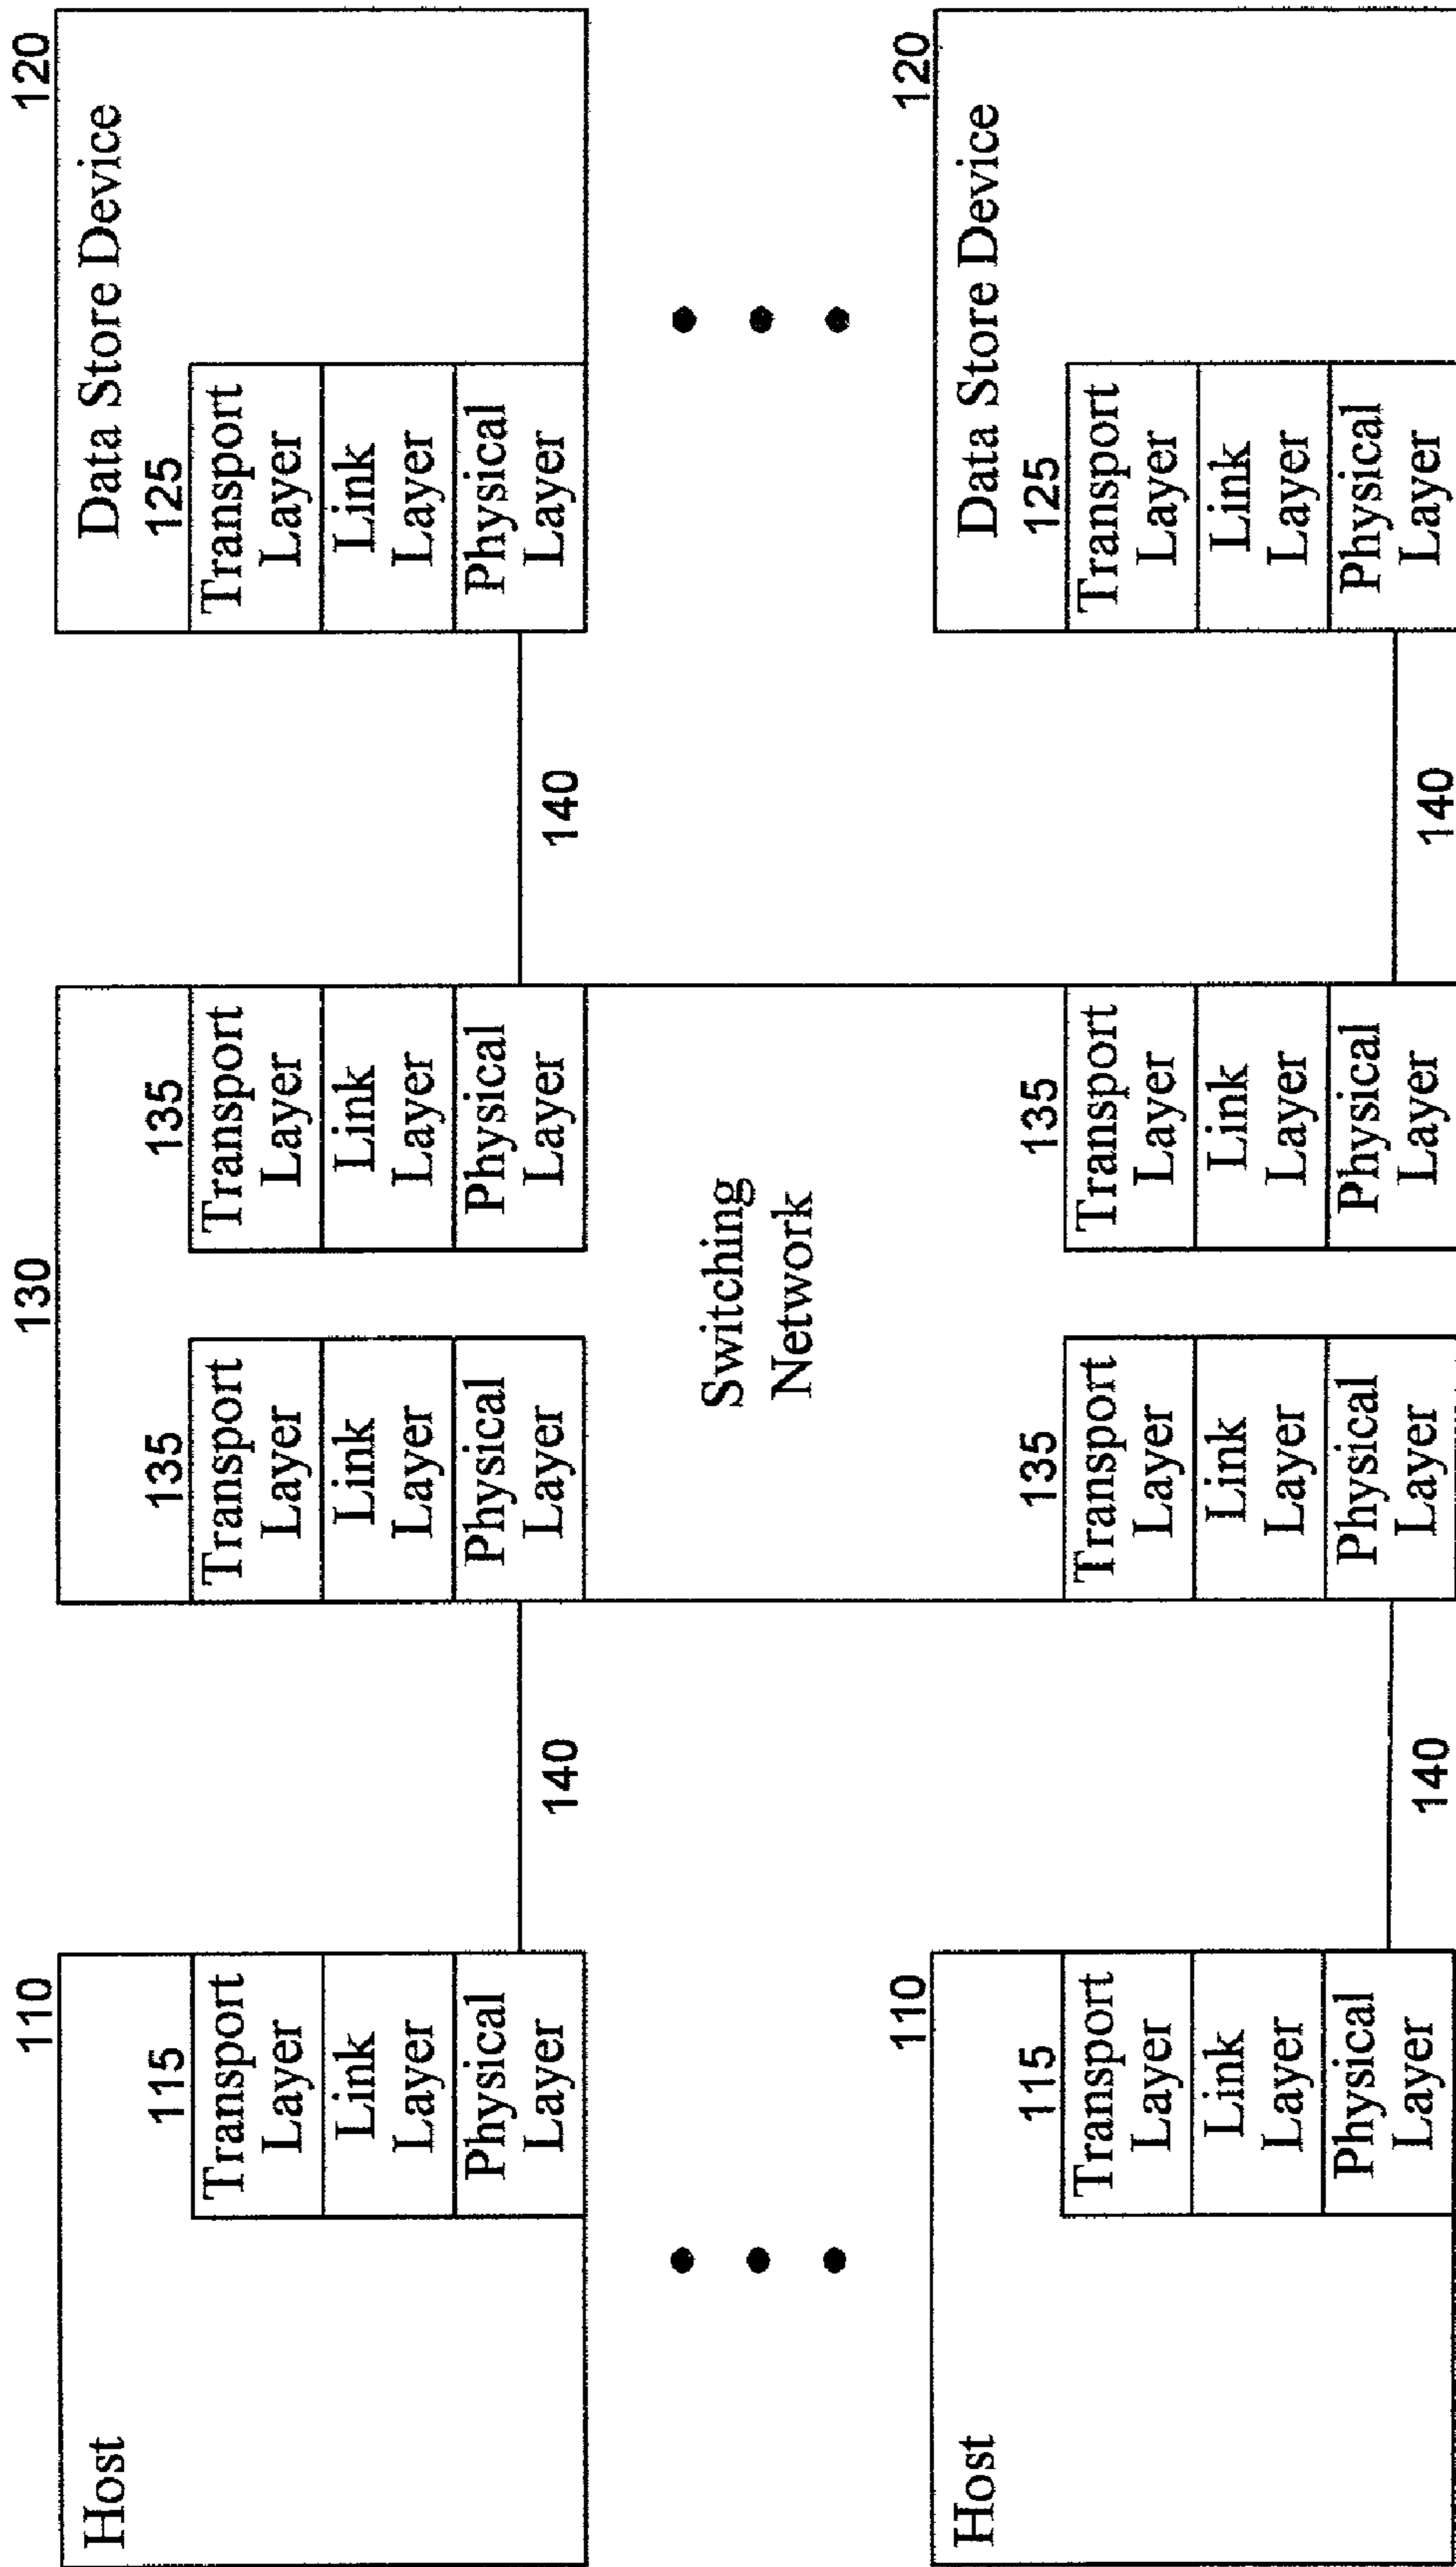 110
Host
115
Transport
Layer
Link
Layer
Physical
Layer
140
130
135
Transport
Layer
Link
Layer
Physical
Layer
135
Transport
Layer
Link
Layer
Physical
Layer
140
120
Data Store Device
125
Transport
Layer
Link
Layer
Physical
Layer
Switching
Network
110
Host
115
Transport
Layer
Link
Layer
Physical
Layer
140
135
Transport
Layer
Link
Layer
Physical
Layer
135
Transport
Layer
Link
Layer
Physical
Layer
140
120
Data Store Device
125
Transport
Layer
Link
Layer
Physical
Layer